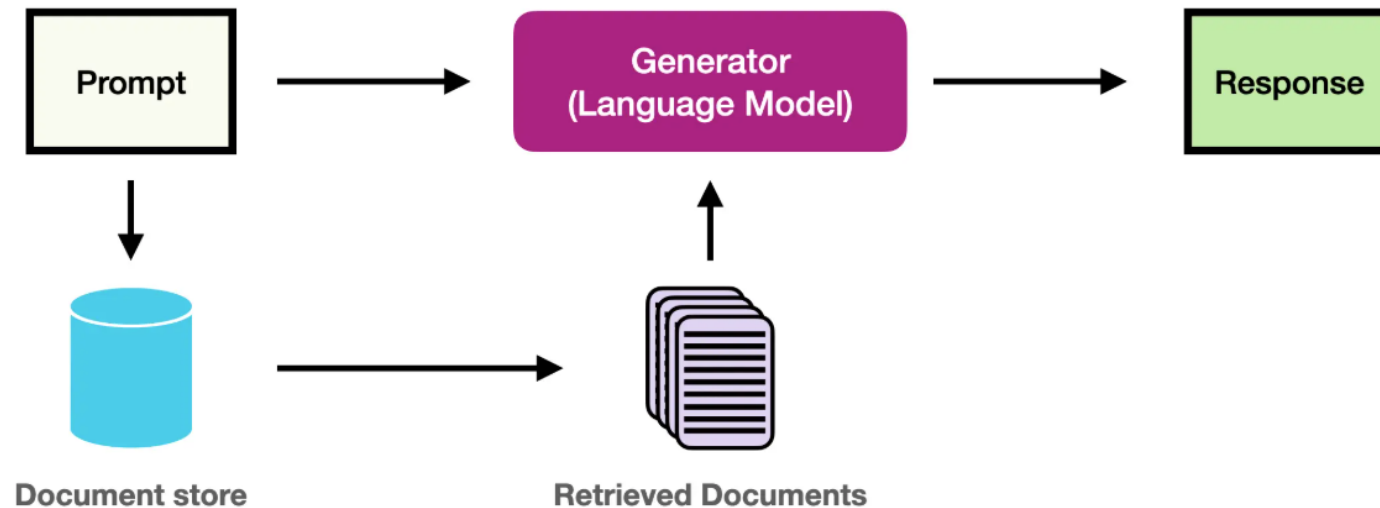 Prompt
Generator
(Language Model)
Response
Document store
Retrieved Documents